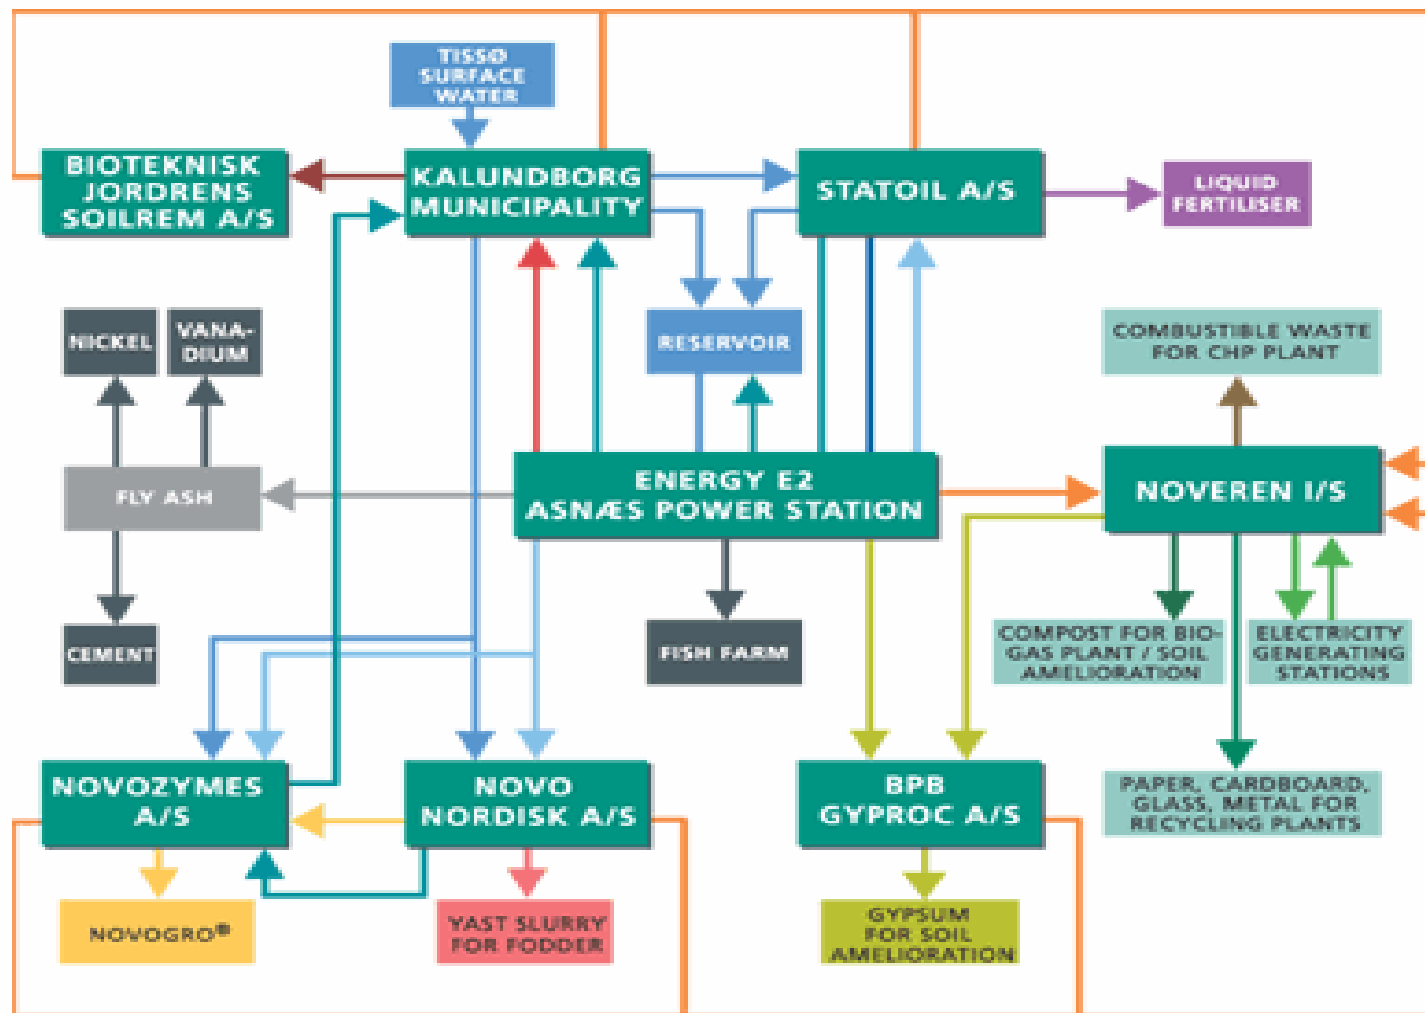 TISSØ
SURFACE
WATER
BIOTEKNISK
JORDRENS
SOILREM A/S
KALUNDBORG
MUNICIPALITY
STATOIL A/S
LIQUID
FERTILISER
NICKEL
VANA-
DIUM
RESERVOIR
COMBUSTIBLE WASTE
FOR CHP PLANT
FLY ASH
ENERGY E2
ASNÆS POWER STATION
NOVEREN I/S
CEMENT
FISH FARM
COMPOST FOR BIO-
GAS PLANT / SOIL
AMELIORATION
ELECTRICITY
GENERATING
STATIONS
NOVOZYMES
A/S
NOVO
NORDISK A/S
BPB
GYPROC A/S
PAPER, CARDBOARD,
GLASS, METAL FOR
RECYCLING PLANTS
NOVOGRO®
YAST SLURRY
FOR FODDER
GYPSUM
FOR SOIL
AMELIORATION